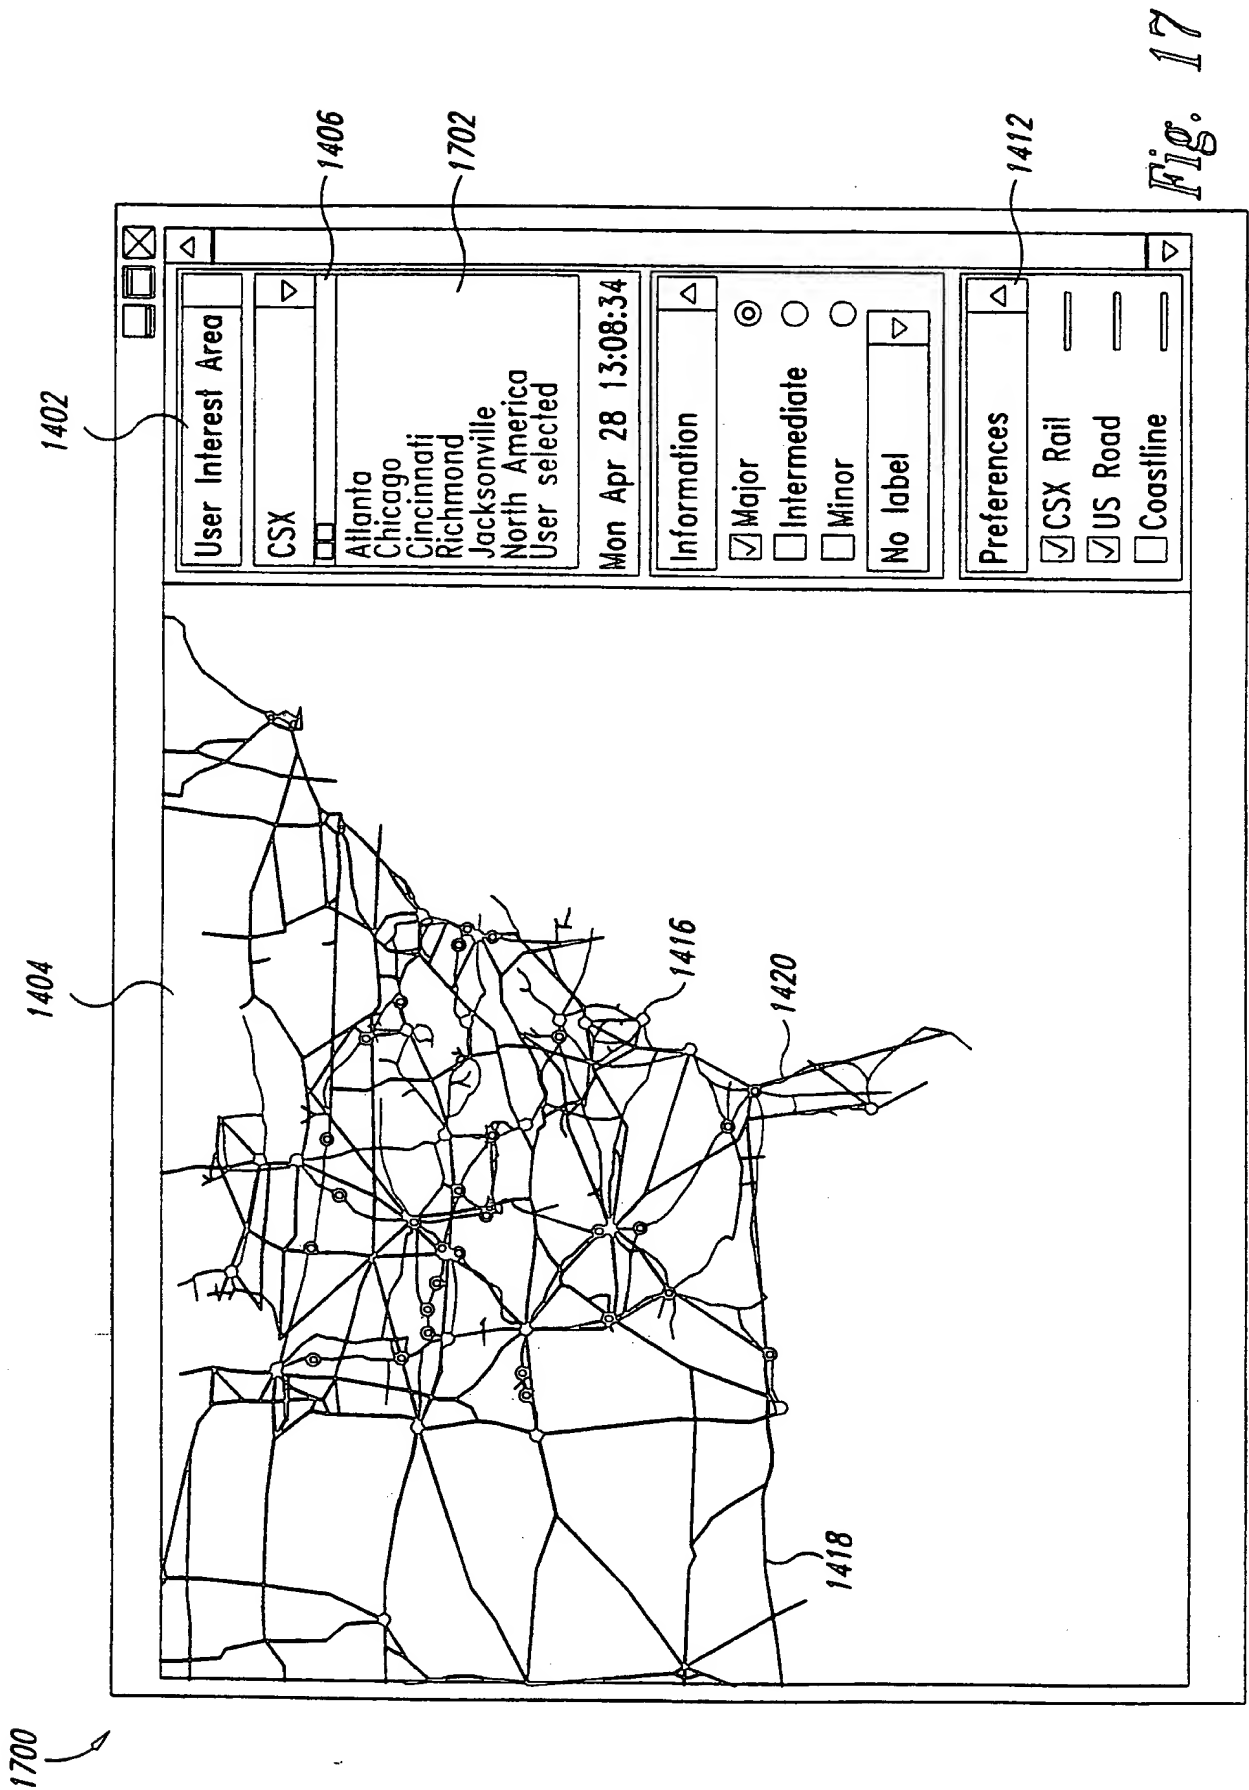 1700
1404
1402
User Interest Area
CSX
1406
Atlanta
Chicago
Cincinnati
Richmond
Jacksonville
North America
User selected
1702
Mon Apr 28 13:08:34
Information
Major
Intermediate
Minor
No label
Preferences
1412
CSX Rail
US Road
Coastline
1416
1420
1418
Fig. 17